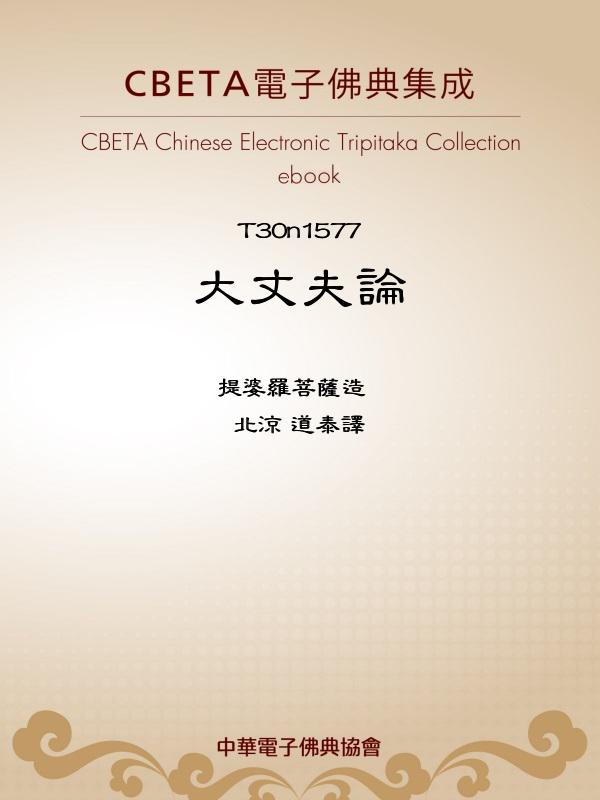 CBETA電子佛典集成
CBETA Chinese Electronic Tripitaka Collection
ebook
T30n1577
大丈夫論
提婆羅菩薩造
北涼 道泰譯
中華電子佛典協會